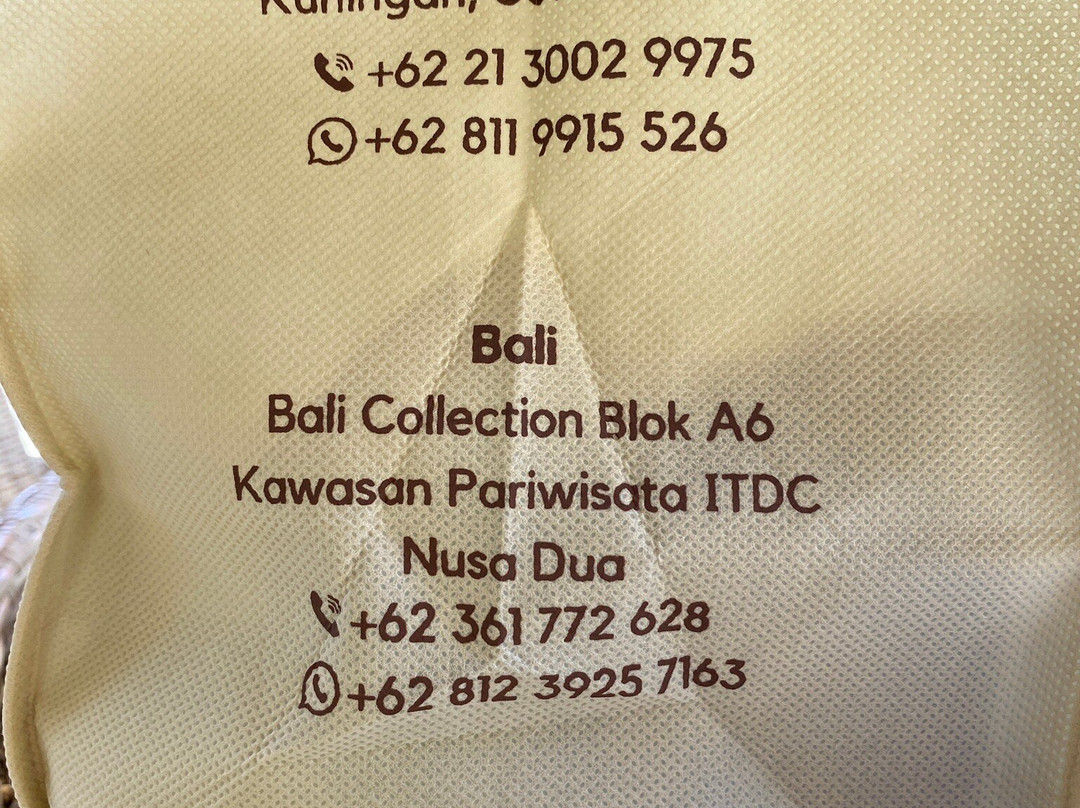 Kuningan,
+62 21 3002 9975
+62 811 9915 526
Bali
Bali Collection Blok A6
Kawasan Pariwisata ITDC
Nusa Dua
+62 361 772 628
+62 812 3925 7163